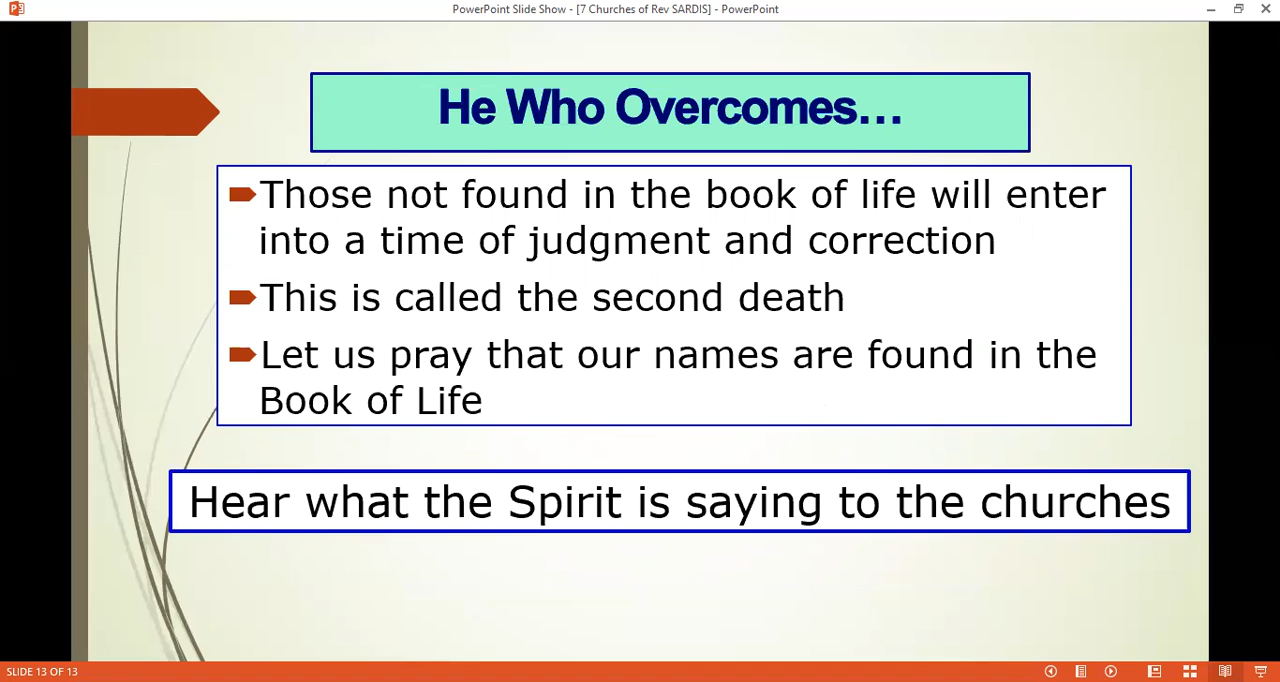 PowerPoint Slide Show - [7 Churches of Rev SARDIS] - PowerPoint
He Who Overcomes...
Those not found in the book of life will enter
into a time of judgment and correction
This is called the second death
Let us pray that our names are found in the
Book of Life
Hear what the Spirit is saying to the churches
SLIDE 13 OF 13